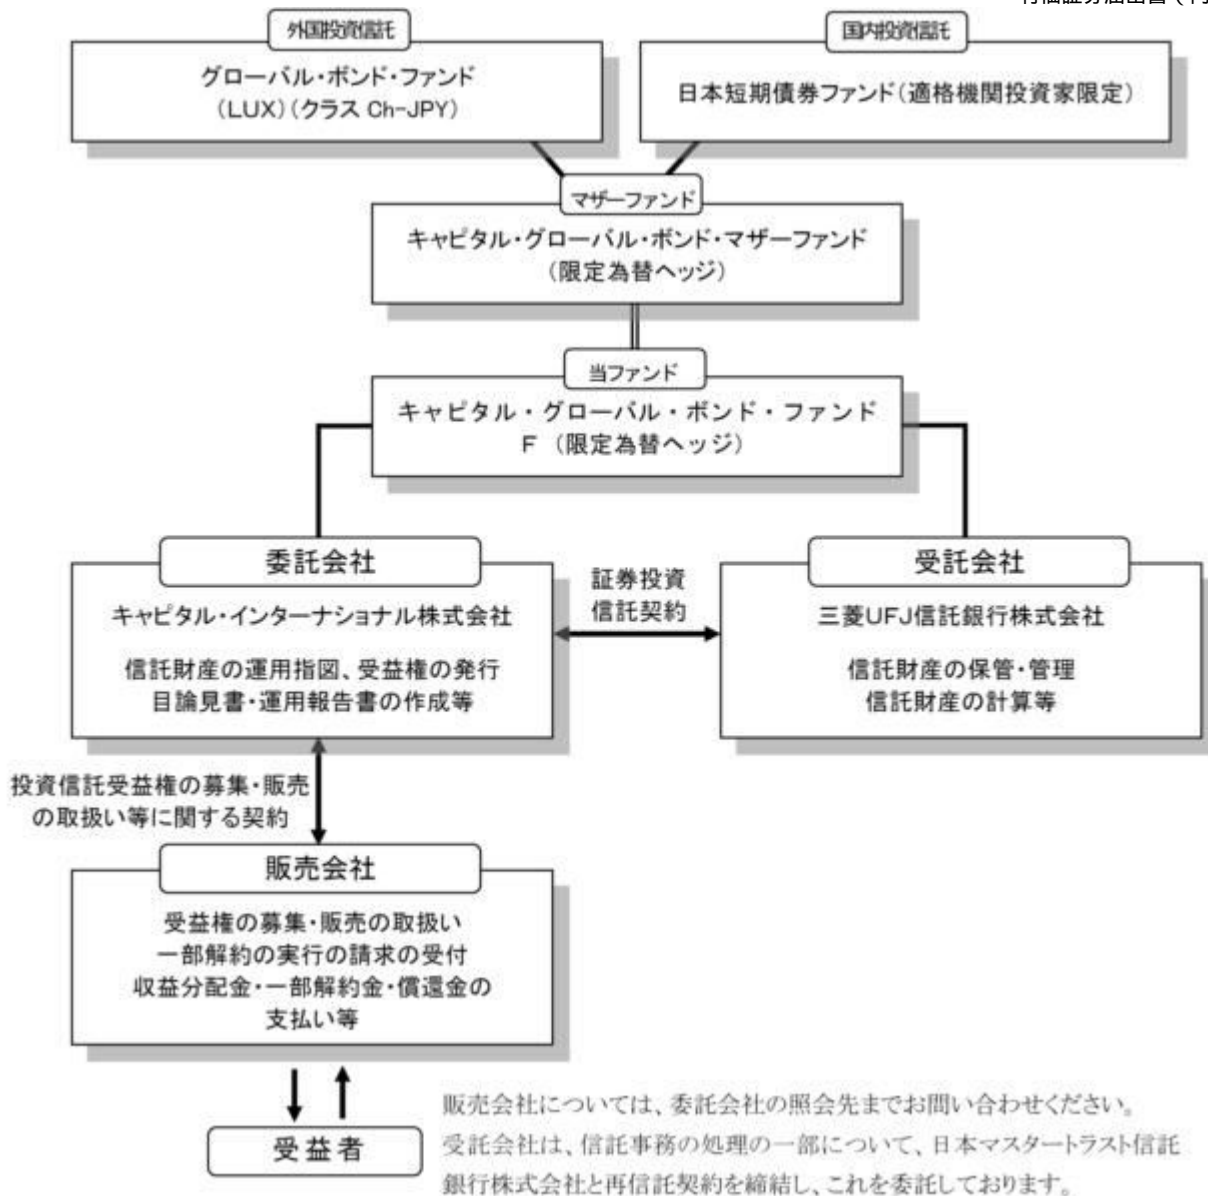 外国投資信託
グローバル・ボンド・ファンド
(LUX)(クラス Ch-JPY)
国内投資信託
日本短期債券ファンド(適格機関投資家限定)
マザーファンド
キャピタル・グローバル・ボンド・マザーファンド
(限定為替ヘッジ)
当ファンド
キャピタル・グローバル・ボンド・ファンド
F (限定為替ヘッジ)
委託会社
キャピタル・インターナショナル株式会社
信託財産の運用指図、受益権の発行
目論見書・運用報告書の作成等
証券投資
信託契約
受託会社
三菱UFJ信託銀行株式会社
信託財産の保管・管理
信託財産の計算等
投資信託受益権の募集・販売
の取扱い等に関する契約
販売会社
受益権の募集・販売の取扱い
一部解約の実行の請求の受付
収益分配金・一部解約金・償還金の
支払い等
受益者
販売会社については、委託会社の照会先までお問い合わせください。
受託会社は、信託事務の処理の一部について、日本マスタートラスト信託
銀行株式会社と再信託契約を締結し、これを委託しております。